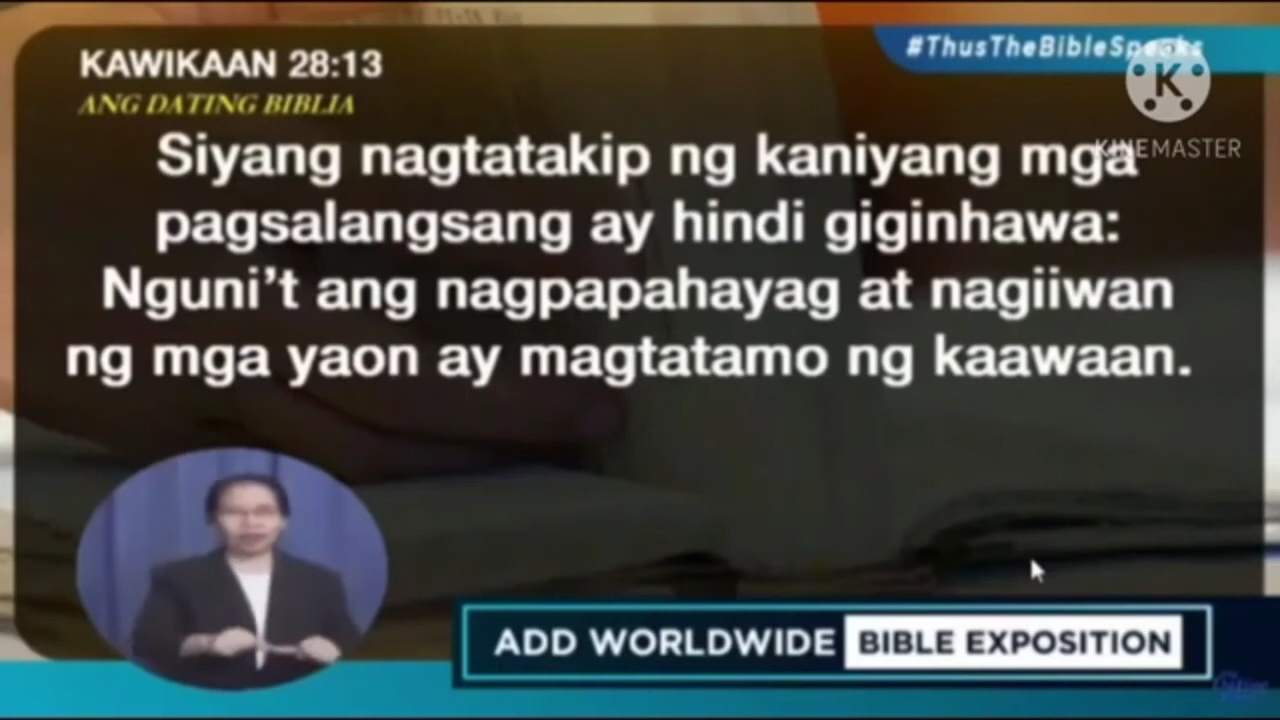 KAWIKAAN 28:13
#ThusTheBibleSpeaks
ANG DATING BIBLIA
KINEMASTER
Siyang nagtatakip ng kaniyang mga
pagsalangsang ay hindi giginhawa:
Nguni’t ang nagpapahayag at nagiiwan
ng mga yaon ay magtatamo ng kaawaan.
ADD WORLDWIDE BIBLE EXPOSITION